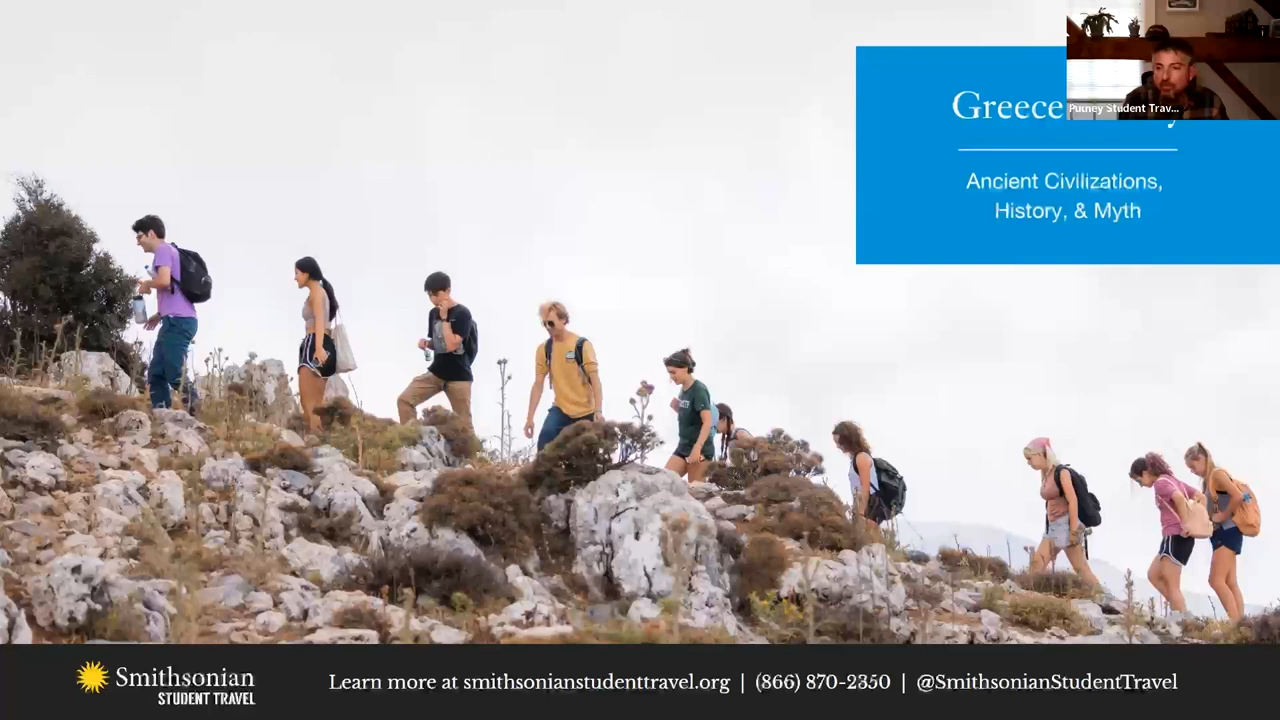 Putney Student Trav...
Greece
Ancient Civilizations,
History, & Myth
Smithsonian
STUDENT TRAVEL
Learn more at smithsonianstudenttravel.org | (866) 870-2350 | @SmithsonianStudentTravel